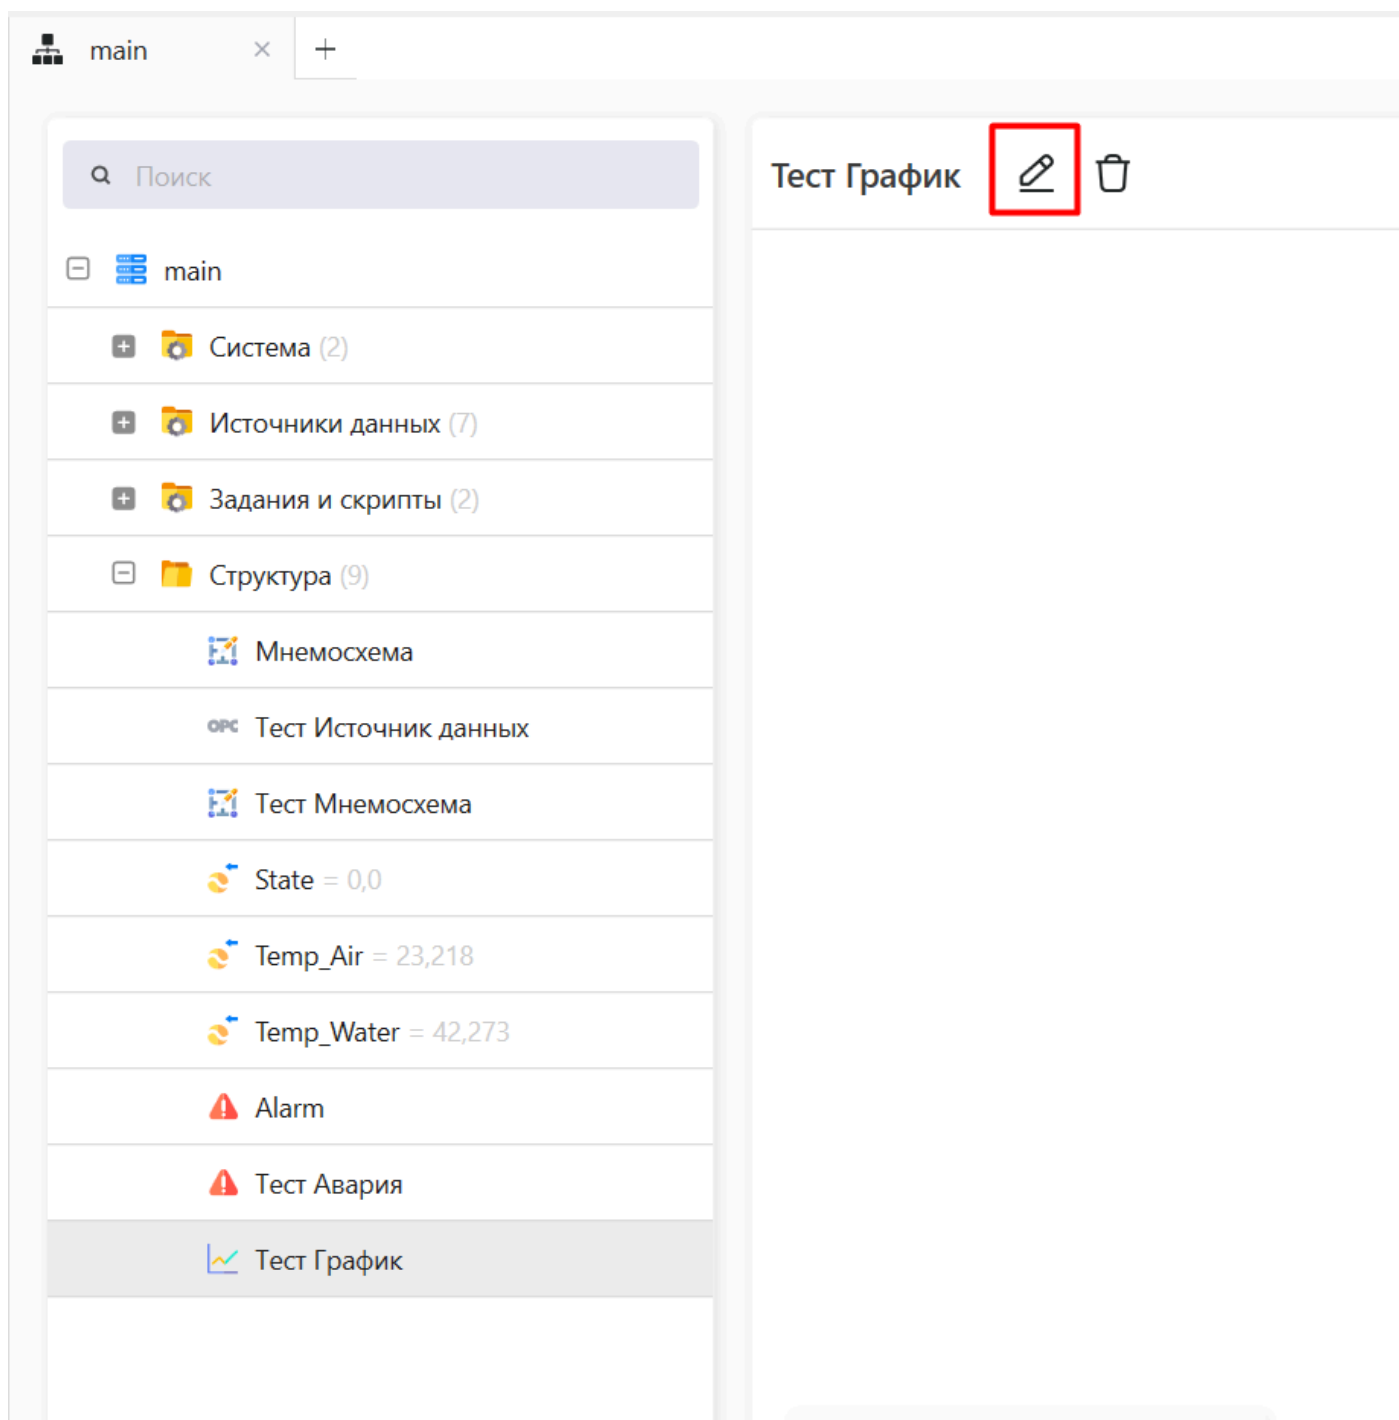 main
Поиск
Тест График
main
Система (2)
Источники данных (7)
Задания и скрипты (2)
Структура (9)
Мнемосхема
OPC Тест Источник данных
Тест Мнемосхема
State = 0,0
Temp_Air = 23,218
Temp_Water = 42,273
Alarm
Тест Авария
Тест График